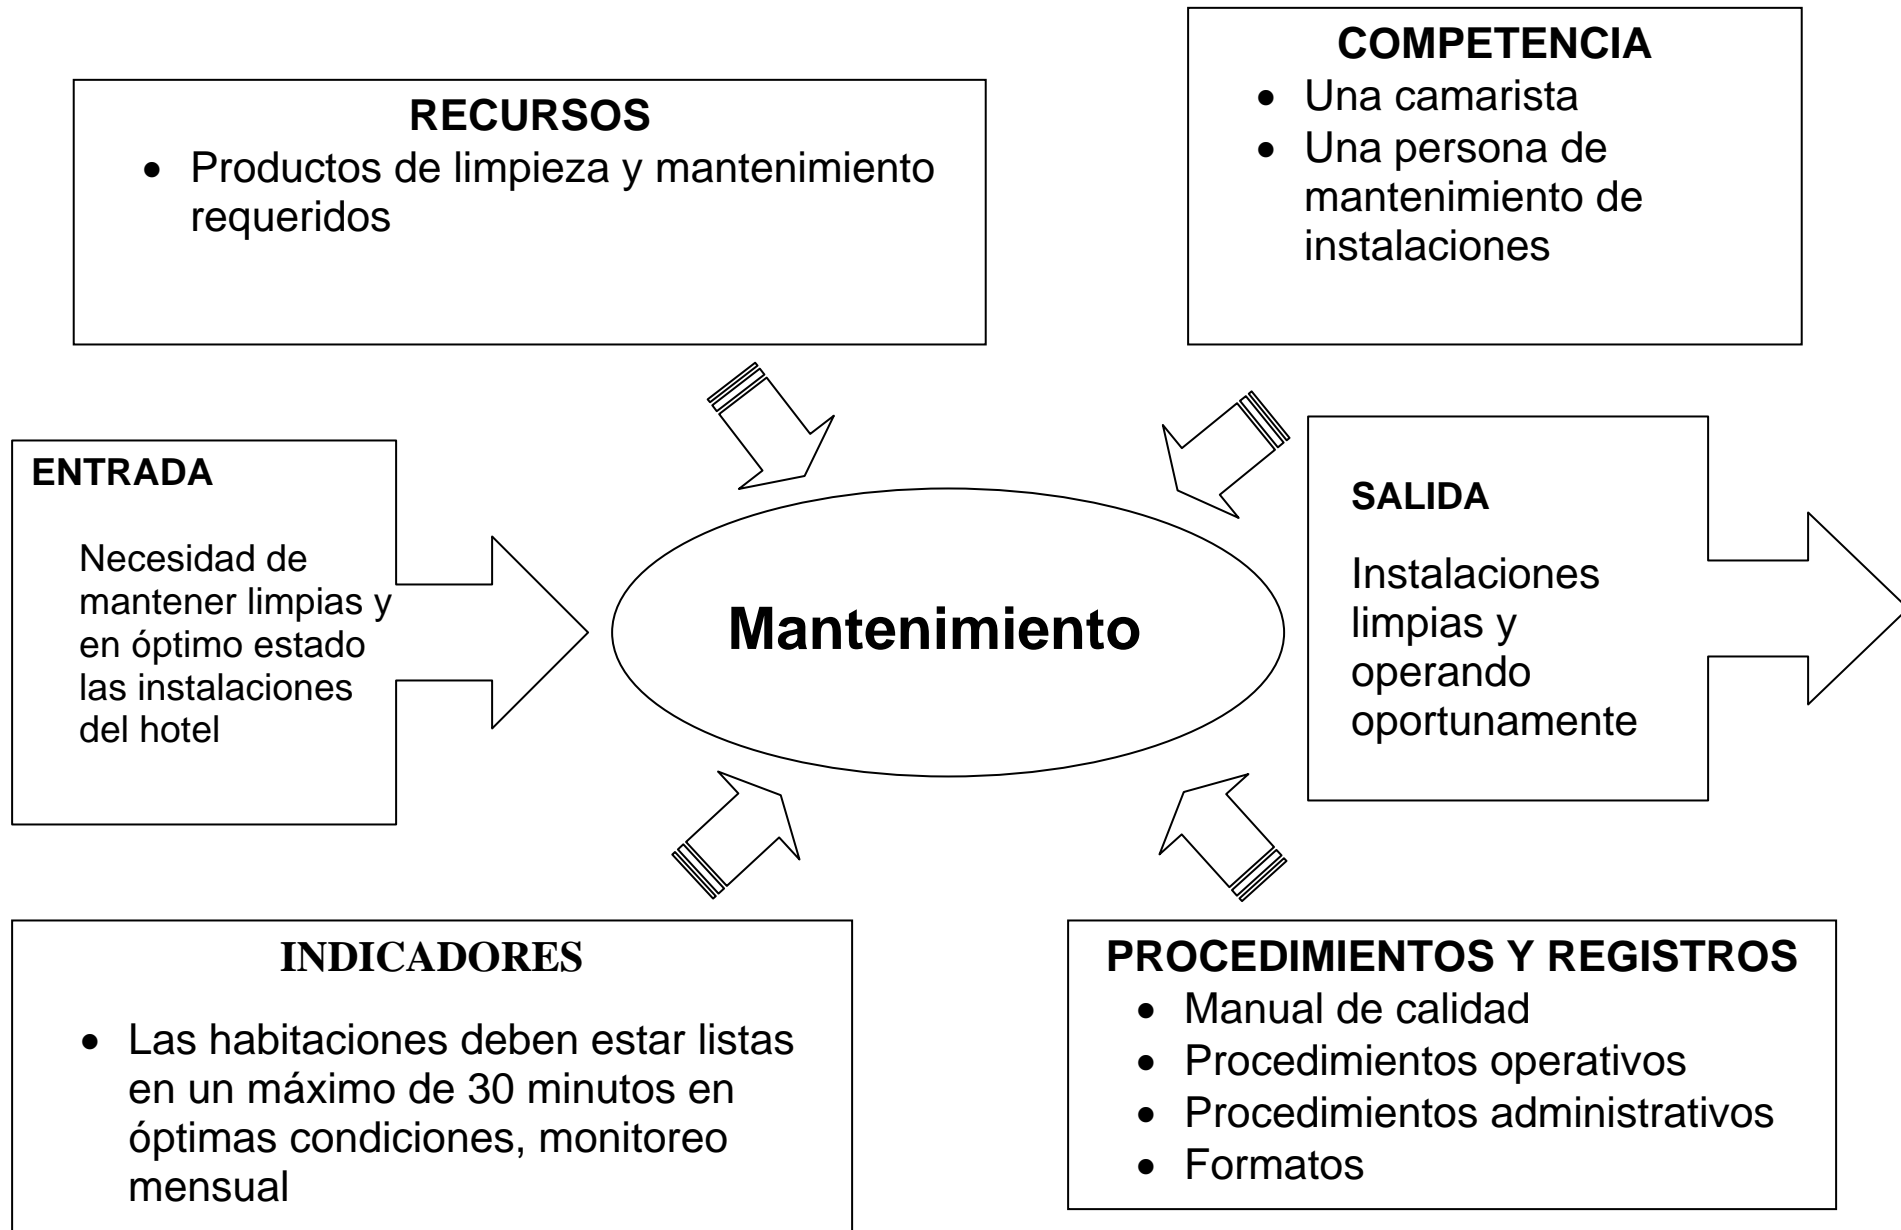 RECURSOS
• Productos de limpieza y mantenimiento
requeridos
COMPETENCIA
• Una camarista
• Una persona de
mantenimiento de
instalaciones
ENTRADA
Necesidad de
mantener limpias y
en óptimo estado
las instalaciones
del hotel
Mantenimiento
SALIDA
Instalaciones
limpias y
operando
oportunamente
INDICADORES
• Las habitaciones deben estar listas
en un máximo de 30 minutos en
óptimas condiciones, monitoreo
mensual
PROCEDIMIENTOS Y REGISTROS
• Manual de calidad
• Procedimientos operativos
• Procedimientos administrativos
• Formatos